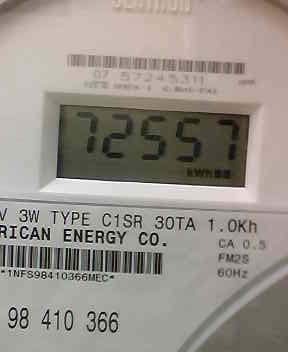 07 57245311
72557
kWh
V 3W TYPE C1SR 30TA 1.0Kh
RICAN ENERGY CO.
CA 0.5
FM2S
*1NFS98410366MEC*
60Hz
98 410 366